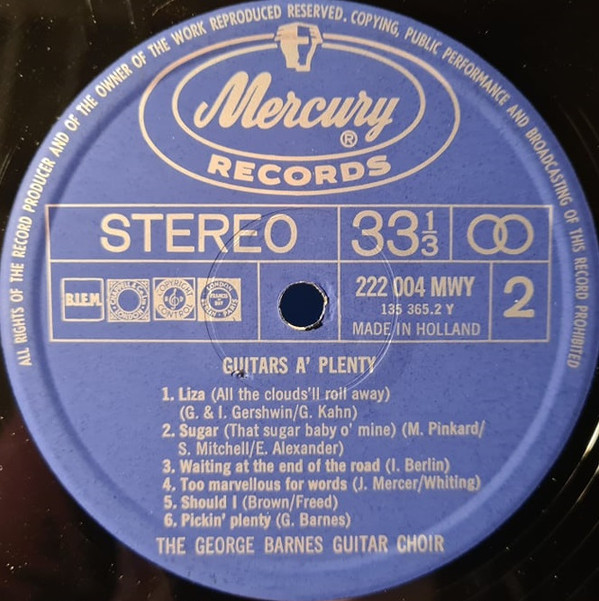 ALL RIGHTS OF THE RECORD PRODUCER AND OF THE OWNER OF THE WORK REPRODUCED RESERVED. COPYING, PUBLIC PERFORMANCE AND BROADCASTING OF THIS RECORD PROHIBITED
Mercury
®
RECORDS
STEREO
33 1/3
B.I.E.M.
222 004 MWY
135 365.2 Y
MADE IN HOLLAND
2
GUITARS A' PLENTY
1. Liza (All the clouds'll roll away)
(G. & I. Gershwin/G. Kahn)
2. Sugar (That sugar baby o' mine) (M. Pinkard/
S. Mitchell/E. Alexander)
3. Waiting at the end of the road (I. Berlin)
4. Too marvellous for words (J. Mercer/Whiting)
5. Should I (Brown/Freed)
6. Pickin' plenty (G. Barnes)
THE GEORGE BARNES GUITAR CHOIR